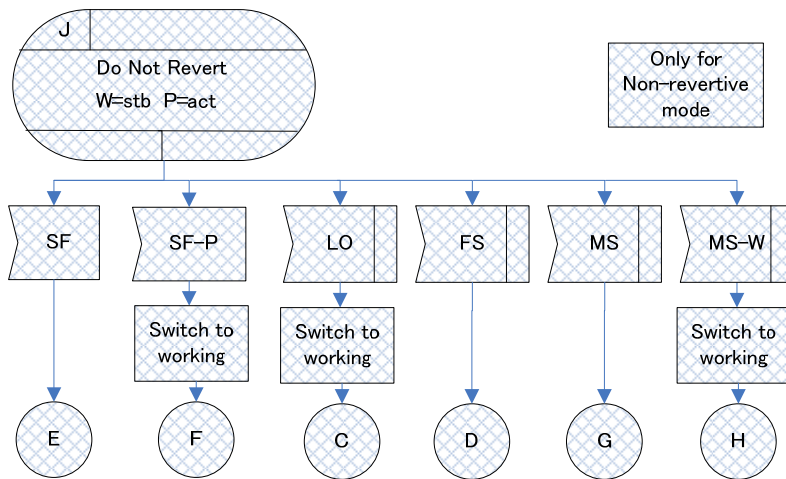 J
Do Not Revert
W=stb P=act
Only for
Non-revertive
mode
SF
SF-P
LO
FS
MS
MS-W
Switch to
working
Switch to
working
Switch to
working
E
F
C
D
G
H